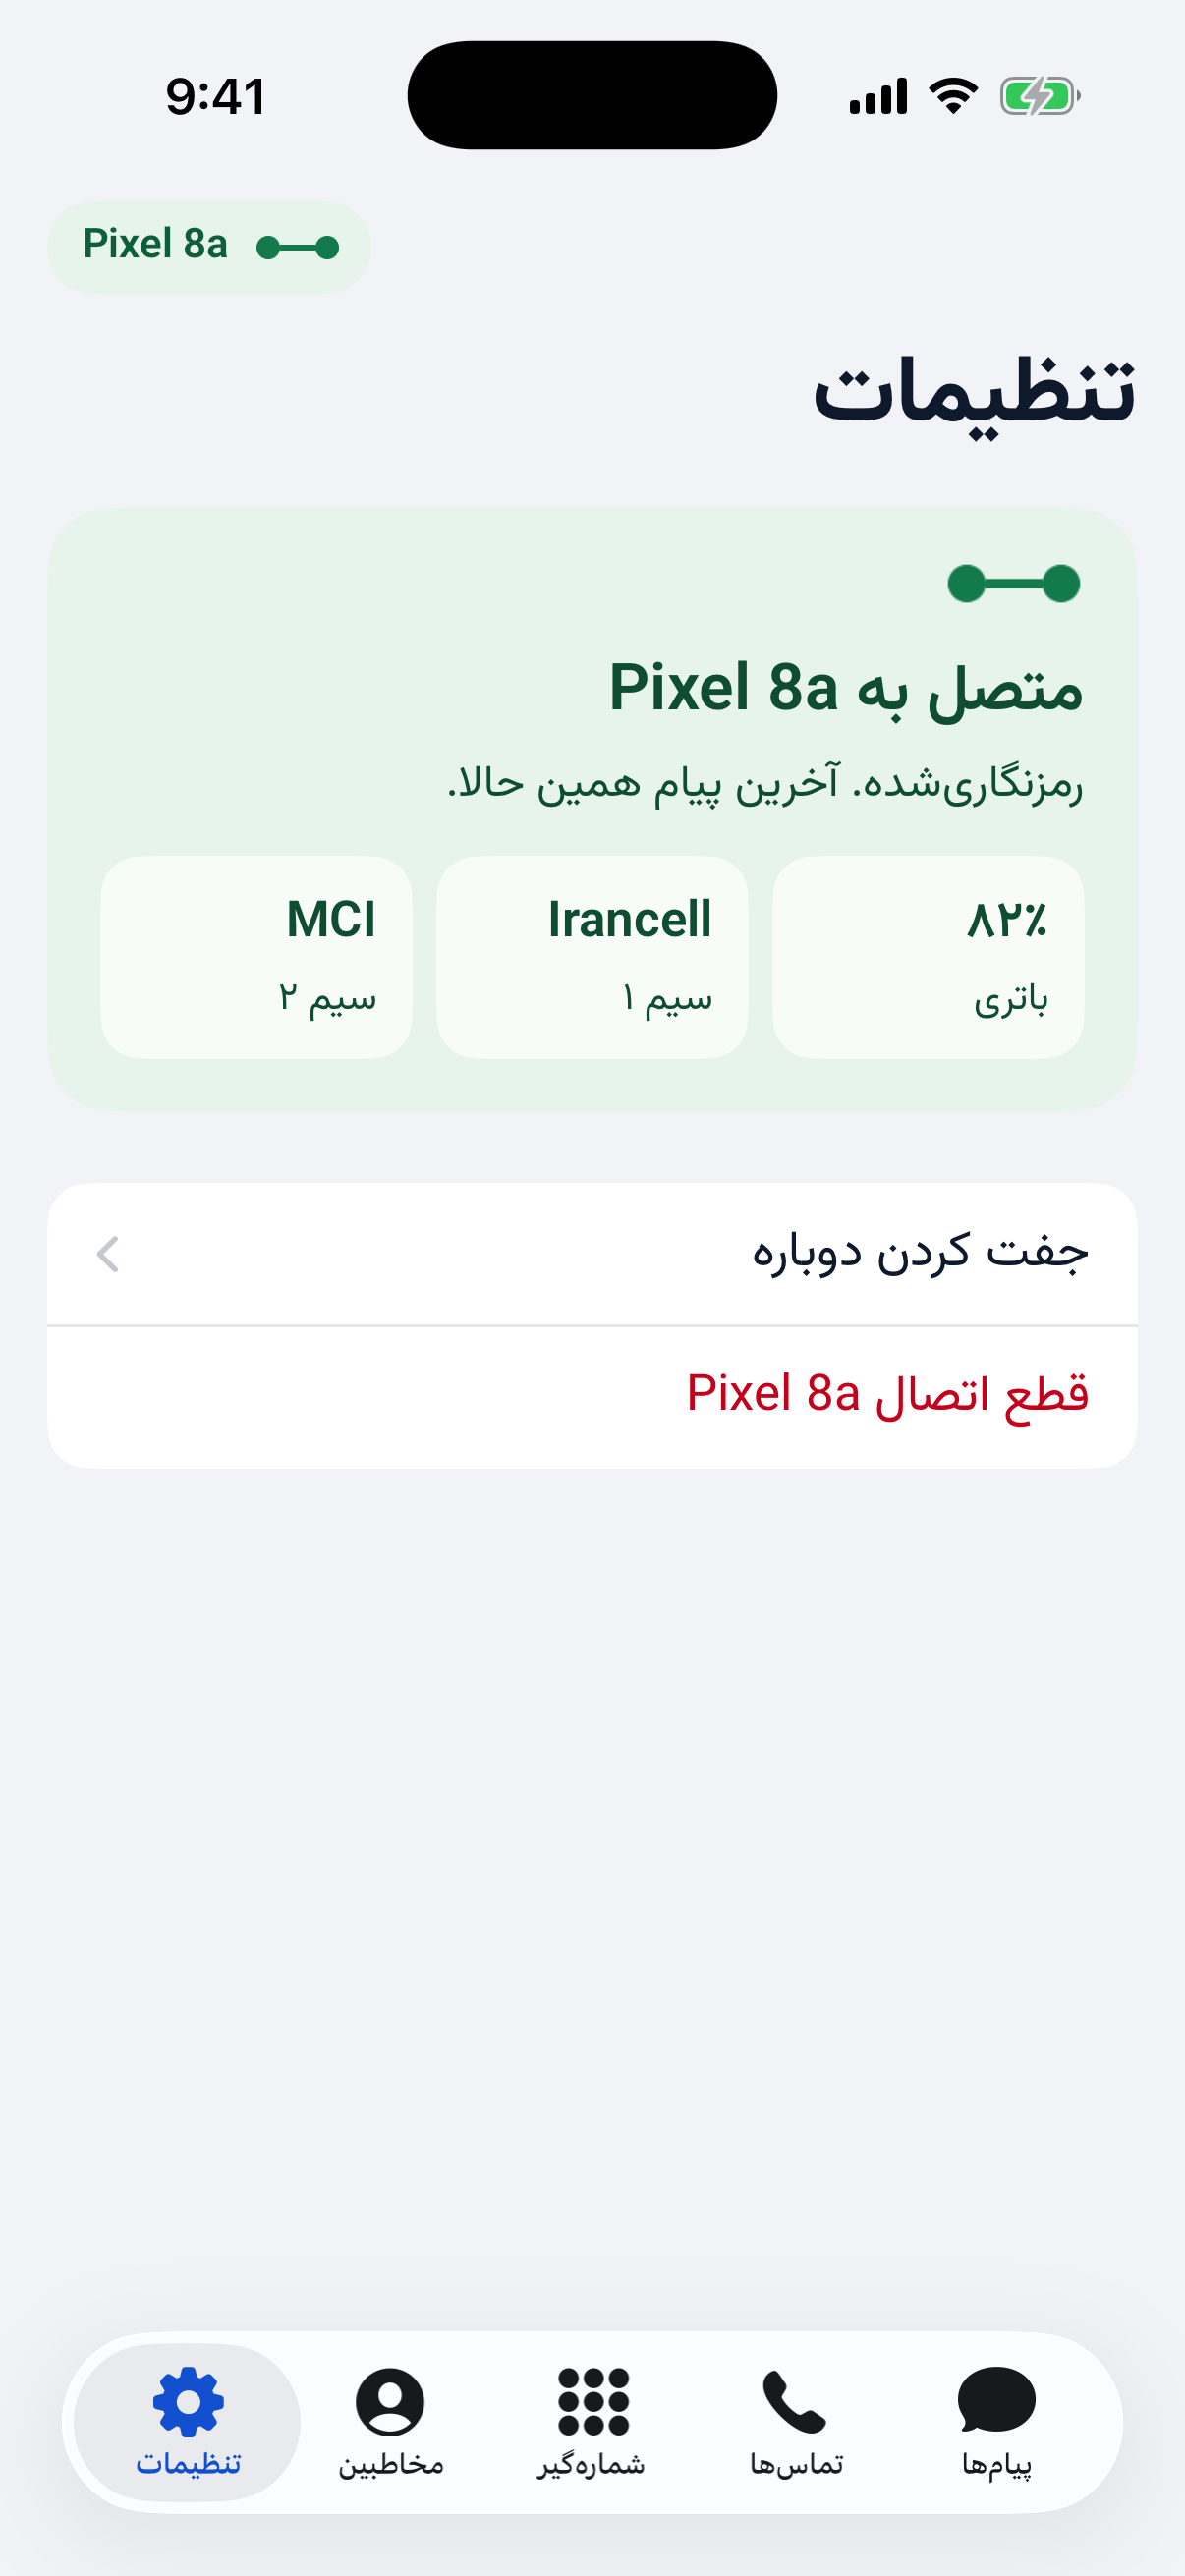 9:41
Pixel 8a
تنظیمات
متصل به Pixel 8a
رمزنگاری‌شده. آخرین پیام همین حالا.
۸۲٪
باتری
Irancell
سیم ۱
MCI
سیم ۲
جفت کردن دوباره
قطع اتصال Pixel 8a
پیام‌ها
تماس‌ها
شماره‌گیر
مخاطبین
تنظیمات